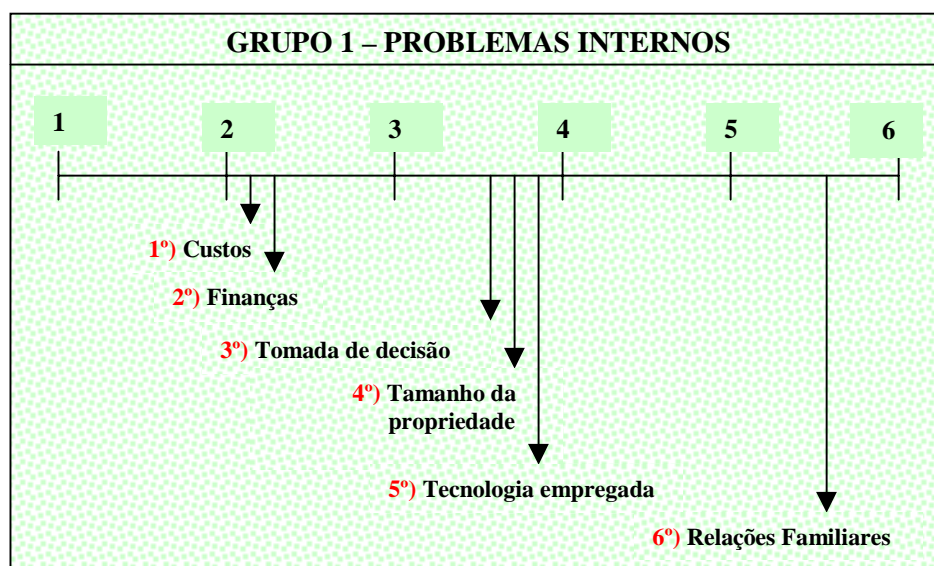 GRUPO 1 – PROBLEMAS INTERNOS
1 2 3 4 5 6
1º) Custos
2º) Finanças
3º) Tomada de decisão
4º) Tamanho da
propriedade
5º) Tecnologia empregada
6º) Relações Familiares